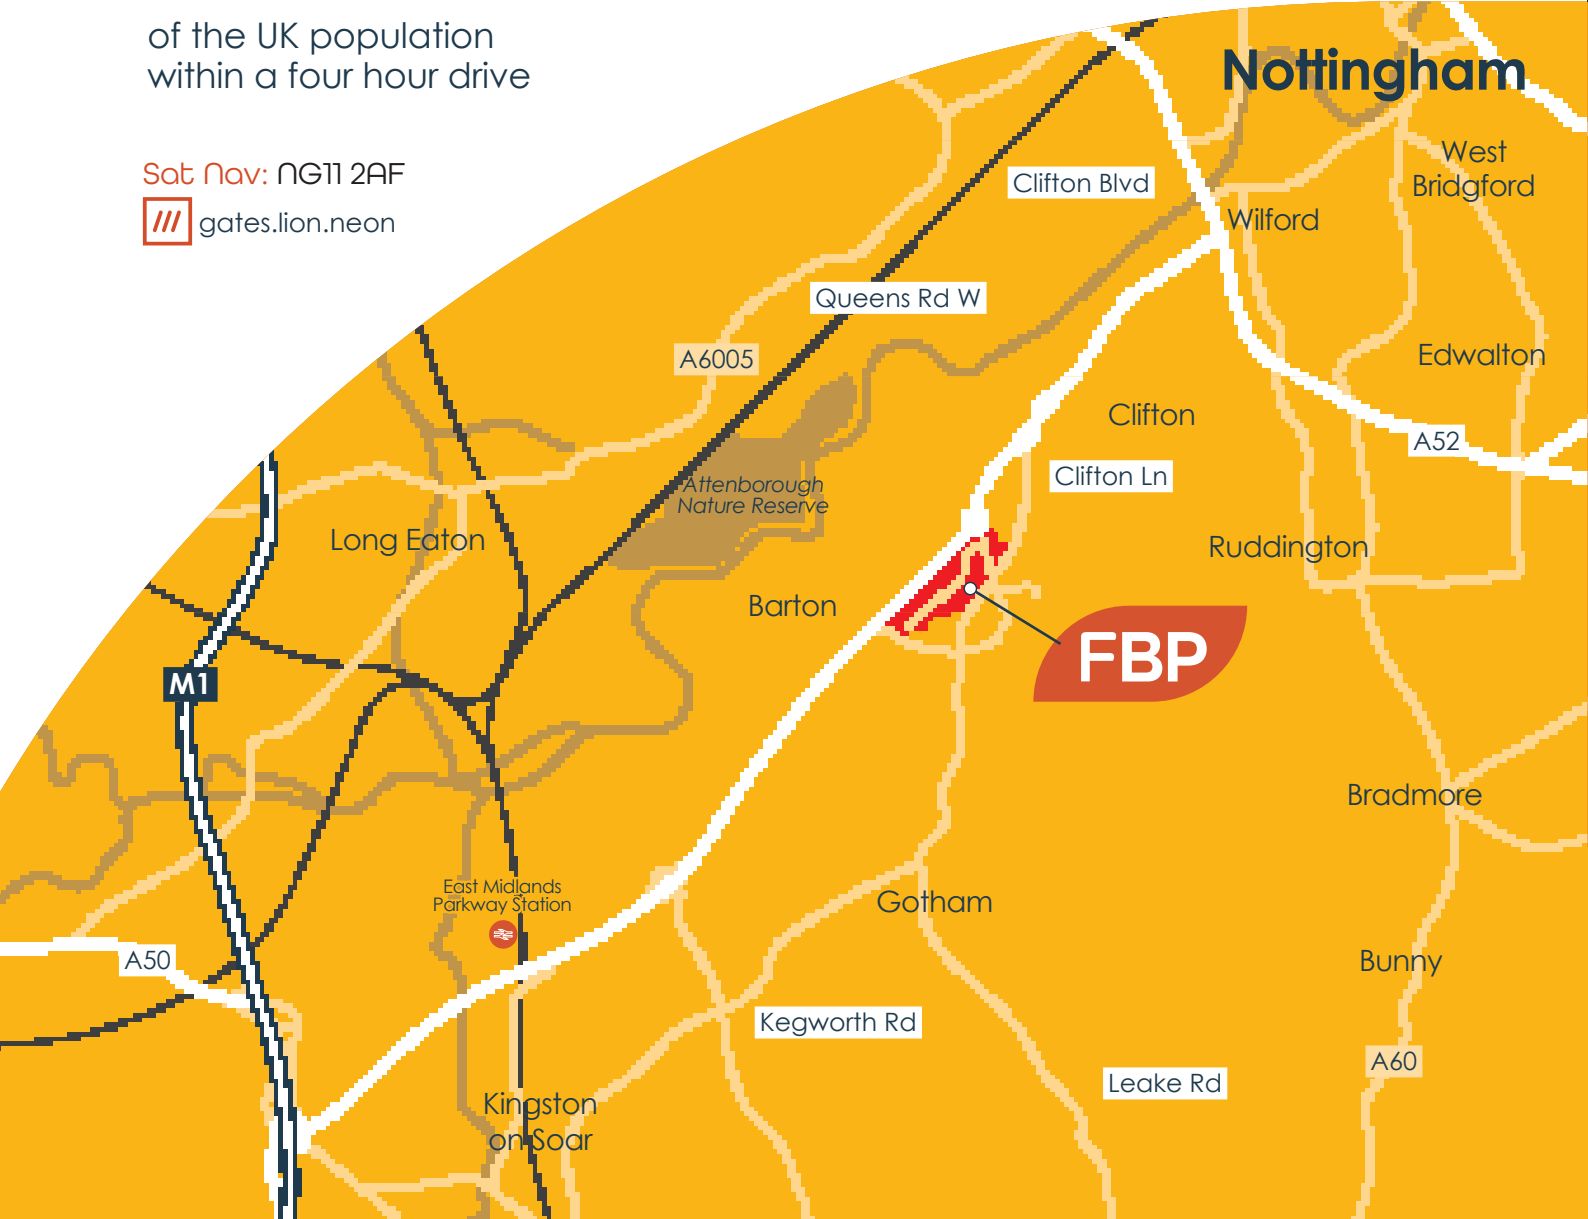 of the UK population
within a four hour drive
Nottingham
West
Bridgford
Sat Nav: NG11 2AF
Clifton Blvd
gates.lion.neon
Wilford
Queens Rd W
A6005
Edwalton
Clifton
A52
Clifton Ln
Attenborough
Nature Reserve
Long Eaton
Ruddington
Barton
FBP
M1
Bradmore
East Midlands
Parkway Station
Gotham
A50
Bunny
Kegworth Rd
A60
Leake Rd
Kingston
on Soar